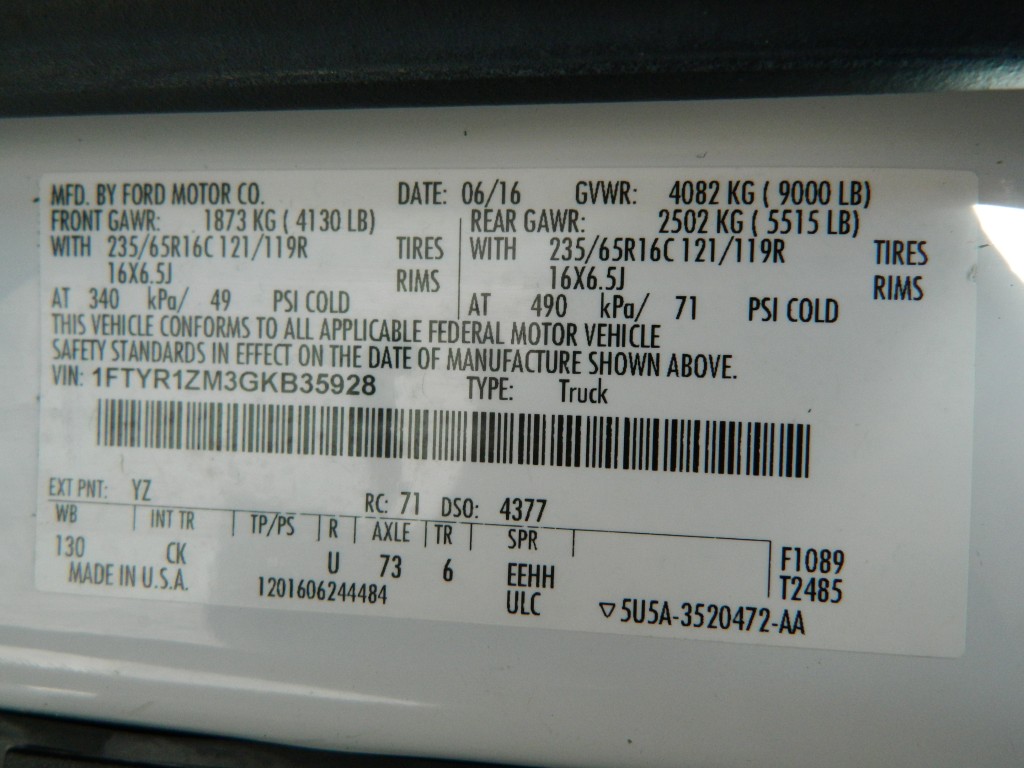 MFD. BY FORD MOTOR CO. DATE: 06/16 GVWR: 4082 KG ( 9000 LB)
FRONT GAWR: 1873 KG ( 4130 LB) REAR GAWR: 2502 KG ( 5515 LB)
WITH 235/65R16C 121/119R TIRES WITH 235/65R16C 121/119R TIRES
16X6.5J RIMS 16X6.5J RIMS
AT 340 kPa/ 49 PSI COLD AT 490 kPa/ 71 PSI COLD
THIS VEHICLE CONFORMS TO ALL APPLICABLE FEDERAL MOTOR VEHICLE
SAFETY STANDARDS IN EFFECT ON THE DATE OF MANUFACTURE SHOWN ABOVE.
VIN: 1FTYR1ZM3GKB35928 TYPE: Truck
EXT PNT: YZ RC: 71 DSO: 4377
WB INT TR TP/PS R AXLE TR SPR
130 CK U 73 6 EEHH F1089
MADE IN U.S.A. 1201606244484 ULC T2485
▽5U5A-3520472-AA